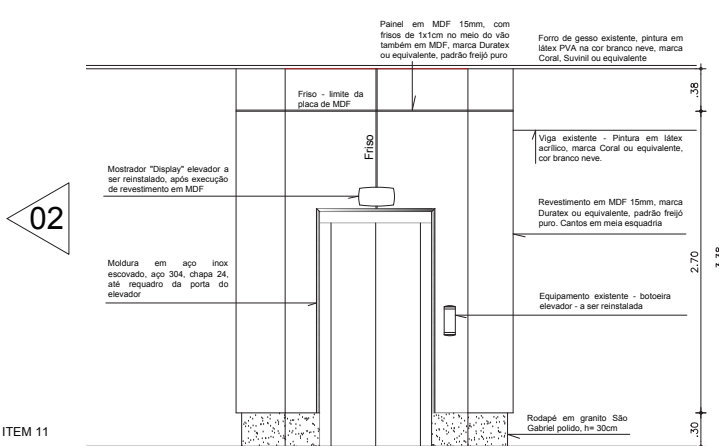 Painel em MDF 15mm, com
frisos de 1x1cm no meio do vão
também em MDF, marca Duratex
ou equivalente, padrão freijó puro
Forro de gesso existente, pintura em
látex PVA na cor branco neve, marca
Coral, Suvinil ou equivalente
Friso - limite da
placa de MDF
.38
Friso
Viga existente - Pintura em látex
acrílico, marca Coral ou equivalente,
cor branco neve.
Mostrador "Display" elevador a
ser reinstalado, após execução
de revestimento em MDF
02
Revestimento em MDF 15mm, marca
Duratex ou equivalente, padrão freijó
puro. Cantos em meia esquadria
2.70
3.38
Moldura em aço inox
escovado, aço 304, chapa 24,
até requadro da porta do
elevador
Equipamento existente - botoeira
elevador - a ser reinstalada
ITEM 11
Rodapé em granito São
Gabriel polido, h= 30cm
.30